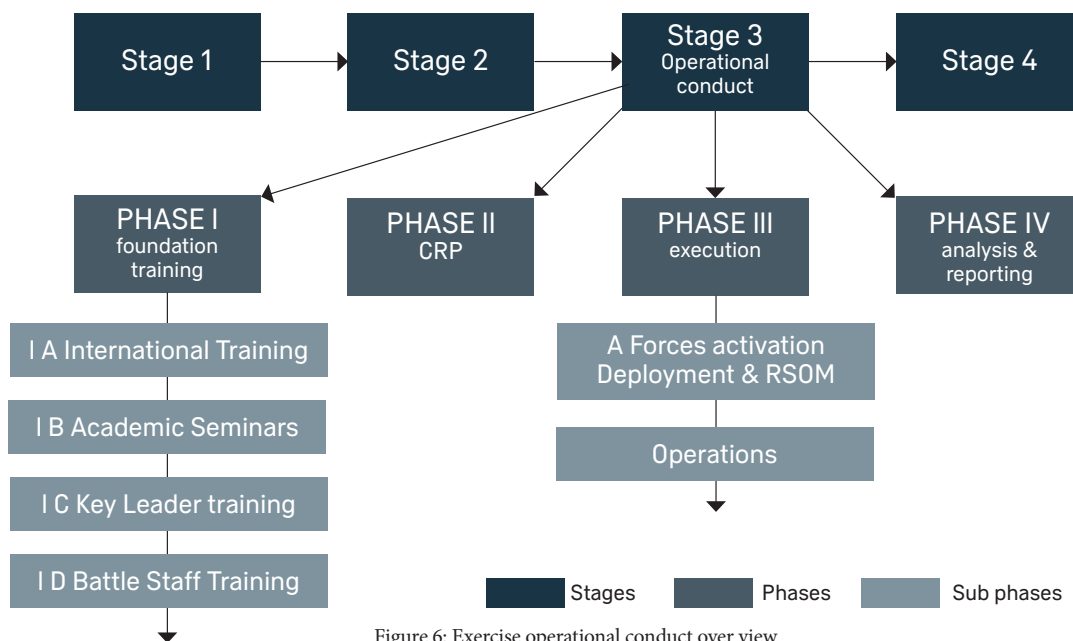 Stage 1
Stage 2
Stage 3
Operational
conduct
Stage 4
PHASE I
foundation
training
PHASE II
CRP
PHASE III
execution
PHASE IV
analysis &
reporting
I A International Training
I B Academic Seminars
I C Key Leader training
I D Battle Staff Training
A Forces activation
Deployment & RSOM
Operations
Stages
Phases
Sub phases
Figure 6: Exercise operational conduct over view